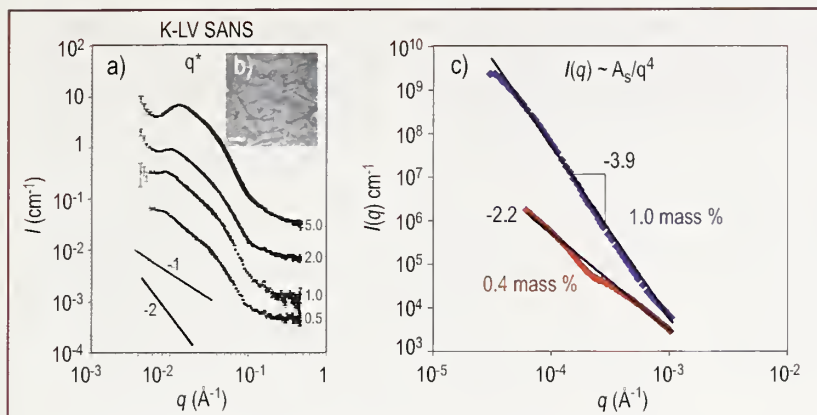 K-LV SANS
a)
q*
b)
I (cm⁻¹)
10²
10
1
10⁻¹
10⁻²
10⁻³
10⁻⁴
5.0
2.0
1.0
0.5
-1
-2
10⁻³ 10⁻² 10⁻¹ 1
q (Å⁻¹)
c)
I(q) ~ Aₛ/q⁴
I(q) cm⁻¹
10¹⁰
10⁹
10⁸
10⁷
10⁶
10⁵
10⁴
10³
-3.9
1.0 mass %
-2.2
0.4 mass %
10⁻⁵ 10⁻⁴ 10⁻³ 10⁻²
q (Å⁻¹)